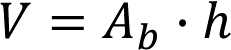 V = A_b · h